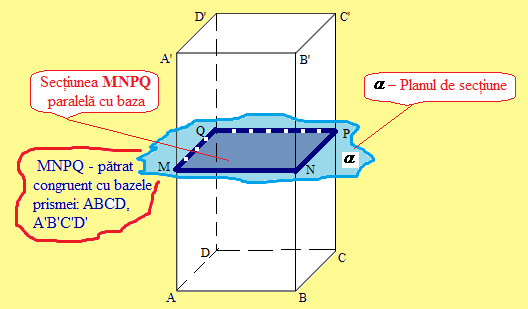 D'
C'
A'
B'
Secțiunea MNPQ
paralelă cu baza
α – Planul de secțiune
Q
P
α
M
N
MNPQ - pătrat
congruent cu bazele
prismei: ABCD,
A'B'C'D'
D
C
A
B